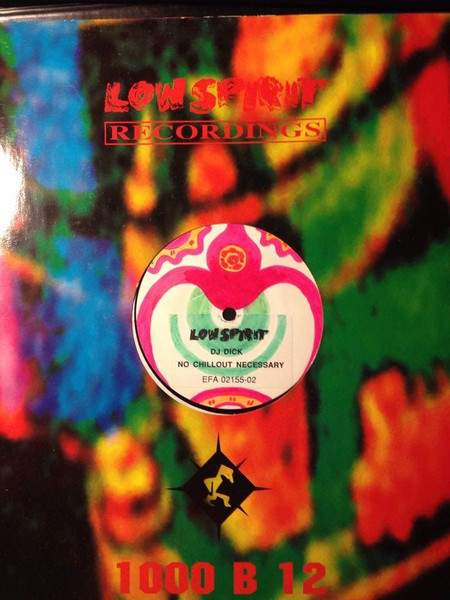 LOW SPIRIT
RECORDINGS
LOW SPIRIT
DJ DICK
NO CHILLOUT NECESSARY
EFA 02155-02
1000 B 12